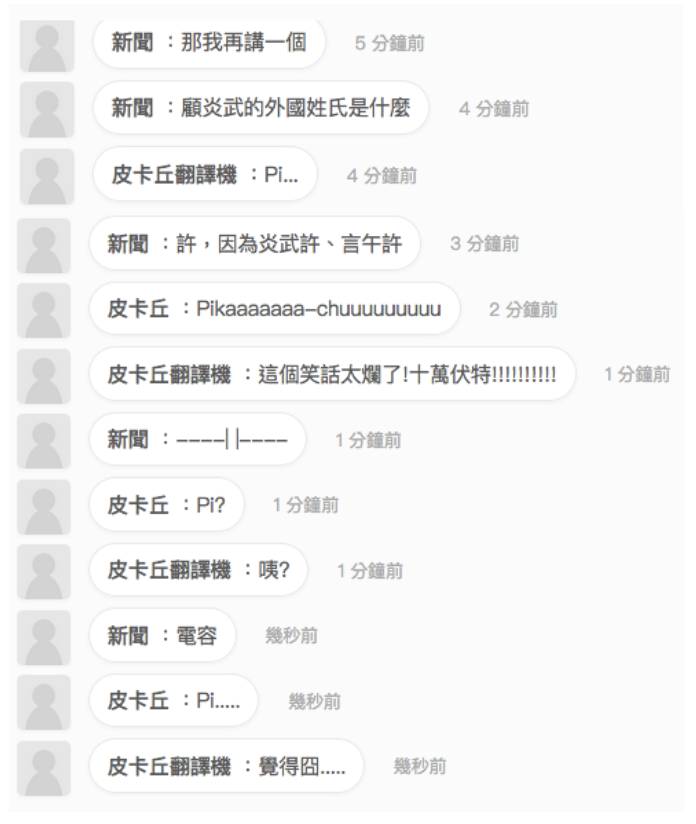 新聞 ：那我再講一個 5 分鐘前
新聞 ：顧炎武的外國姓氏是什麼 4 分鐘前
皮卡丘翻譯機 ：Pi... 4 分鐘前
新聞 ：許，因為炎武許、言午許 3 分鐘前
皮卡丘 ：Pikaaaaaaa–chuuuuuuuuu 2 分鐘前
皮卡丘翻譯機 ：這個笑話太爛了!十萬伏特!!!!!!!!!! 1 分鐘前
新聞 ：––––| |–––– 1 分鐘前
皮卡丘 ：Pi? 1 分鐘前
皮卡丘翻譯機 ：咦? 1 分鐘前
新聞 ：電容 幾秒前
皮卡丘 ：Pi..... 幾秒前
皮卡丘翻譯機 ：覺得囧..... 幾秒前